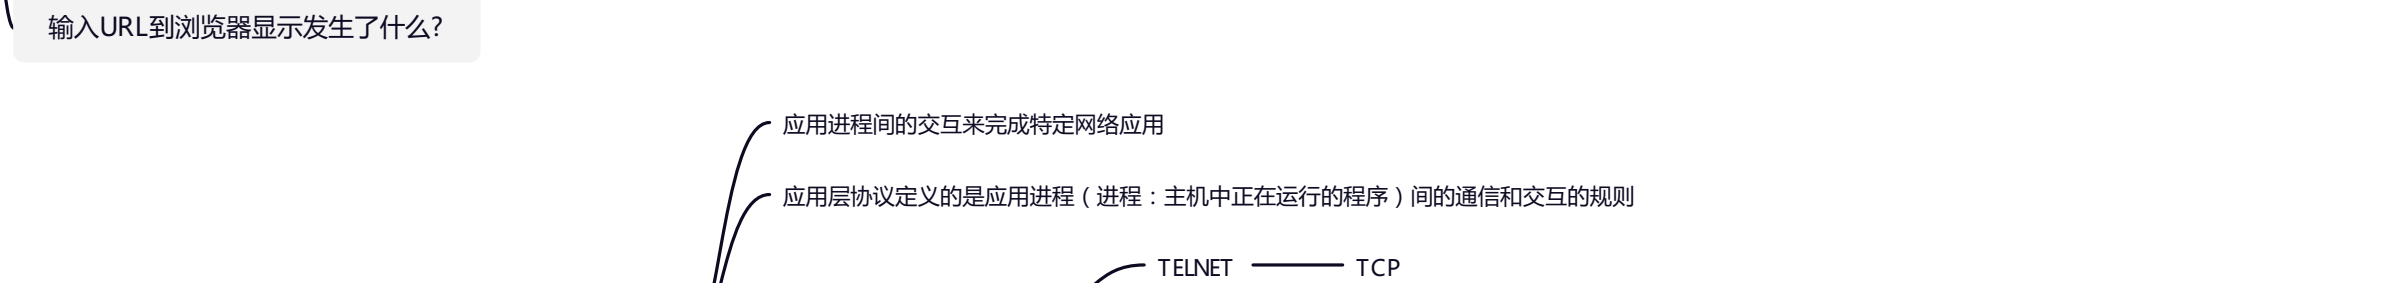 输入URL到浏览器显示发生了什么?
应用进程间的交互来完成特定网络应用
应用层协议定义的是应用进程（进程：主机中正在运行的程序）间的通信和交互的规则
TELNET TCP